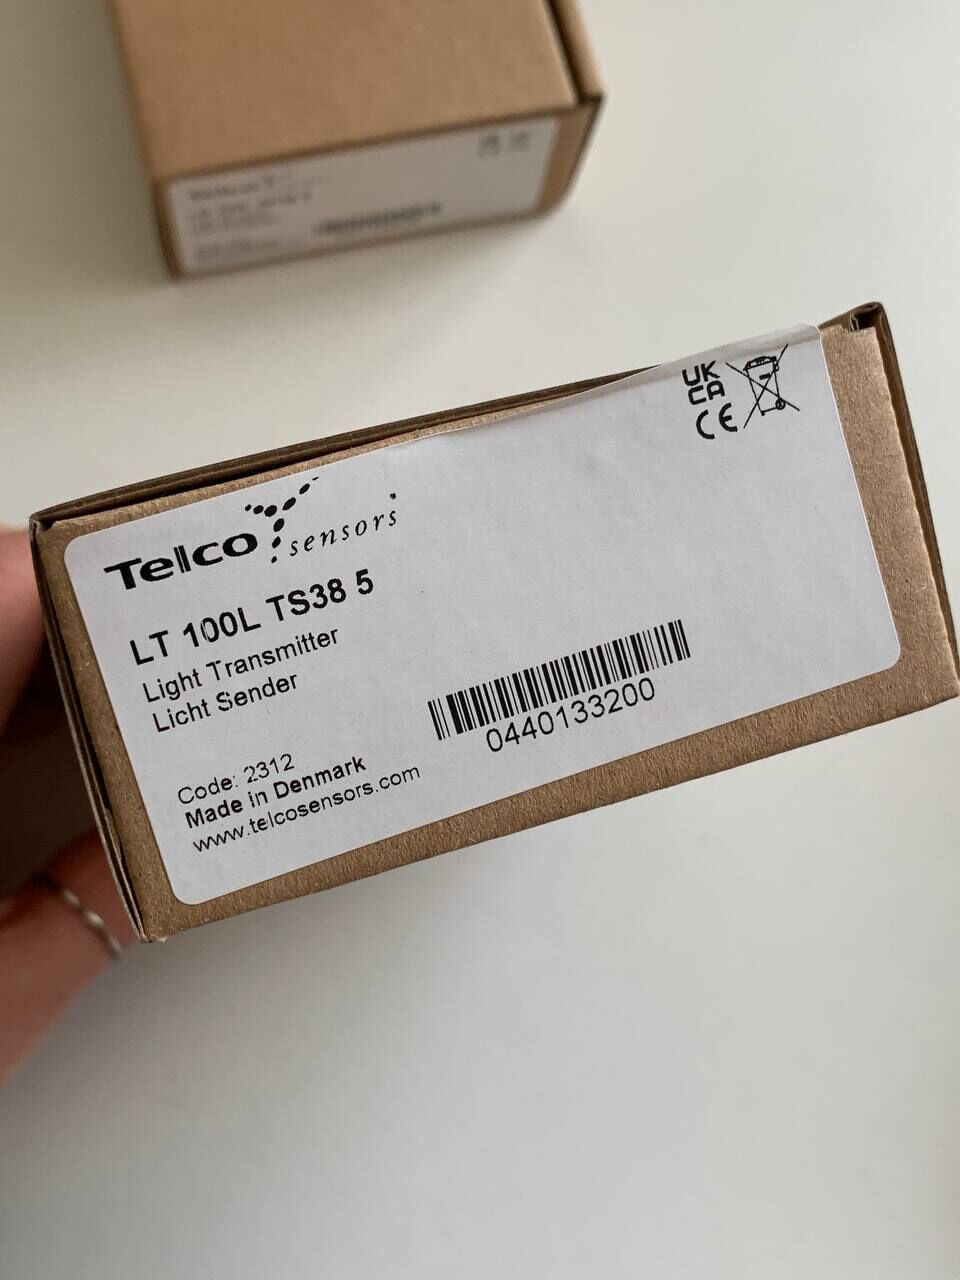 UK
CA
CE
Telco sensors
LT 100L TS38 5
Light Transmitter
Licht Sender
0440133200
Code: 2312
Made in Denmark
www.telcosensors.com